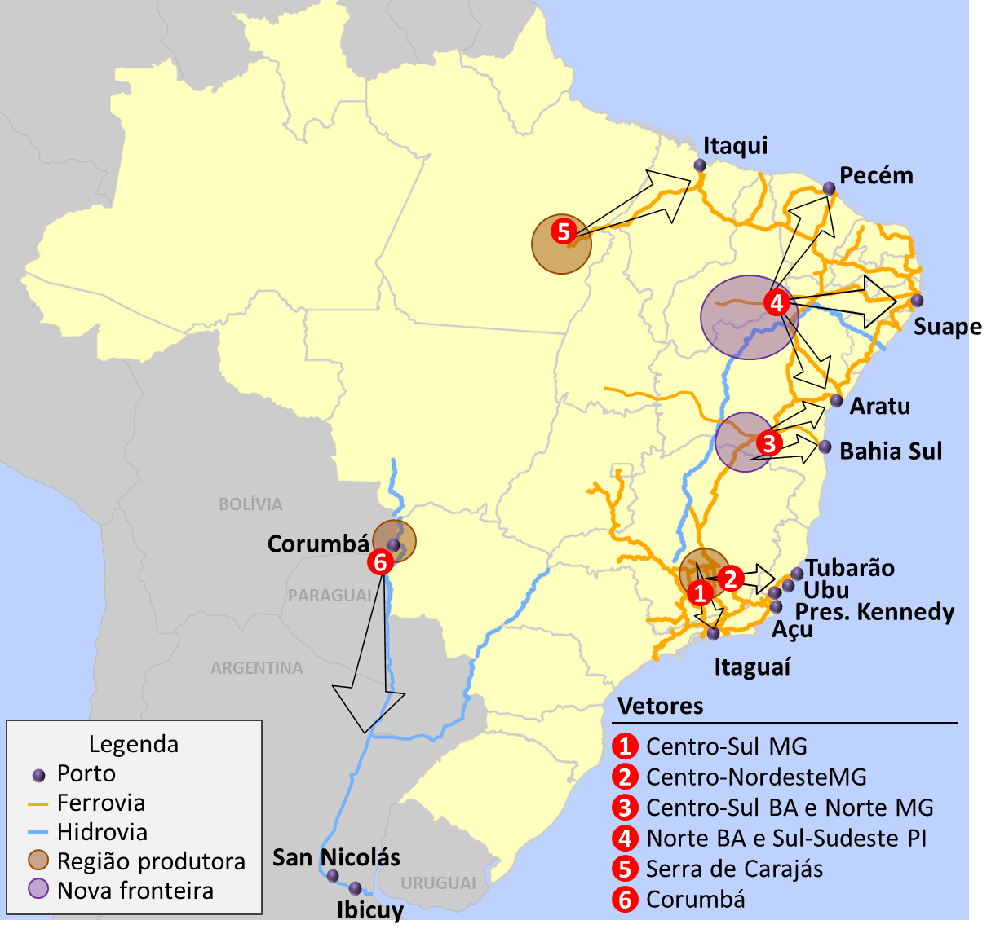 Itaqui
Pecém
5
4
Suape
Aratu
3
Bahia Sul
BOLÍVIA
Corumbá
6
PARAGUAI
2
1
Tubarão
Ubu
Pres. Kennedy
Açu
Itaguaí
ARGENTINA
San Nicolás
Ibicuy
URUGUAI
Legenda
Porto
Ferrovia
Hidrovia
Região produtora
Nova fronteira
Vetores
1 Centro-Sul MG
2 Centro-NordesteMG
3 Centro-Sul BA e Norte MG
4 Norte BA e Sul-Sudeste PI
5 Serra de Carajás
6 Corumbá